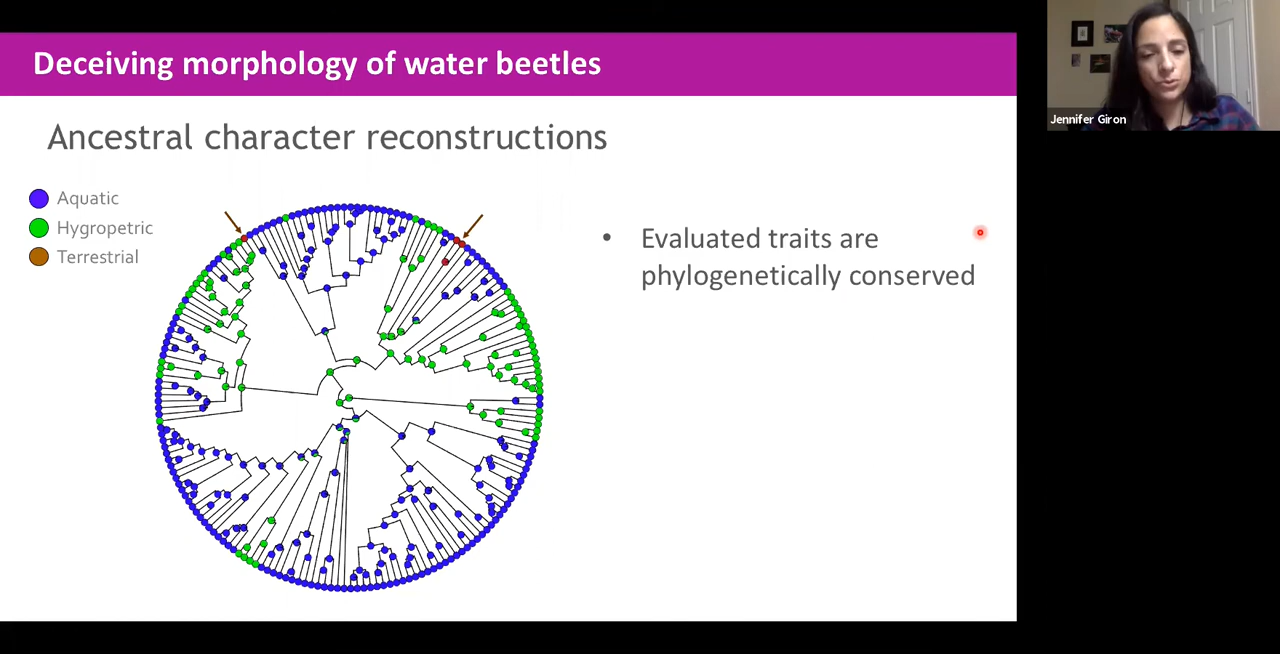 Deceiving morphology of water beetles
Jennifer Giron
Ancestral character reconstructions
Aquatic
Hygropetric
Terrestrial
• Evaluated traits are
phylogenetically conserved